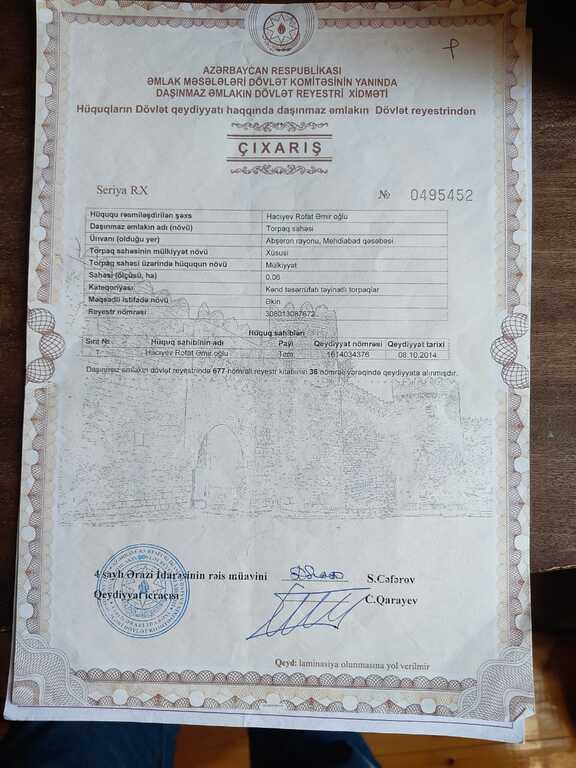 AZƏRBAYCAN RESPUBLİKASI
ƏMLAK MƏSƏLƏLƏRİ DÖVLƏT KOMİTƏSİNİN YANINDA
DAŞINMAZ ƏMLAKIN DÖVLƏT REYESTRİ XİDMƏTİ
Hüquqların Dövlət qeydiyyatı haqqında daşınmaz əmlakın Dövlət reyestrindən
ÇIXARIŞ
Seriya RX № 0495452
Hüququ rəsmiləşdirilən şəxs Hacıyev Rofət Əmir oğlu
Daşınmaz əmlakın adı (növü) Torpaq sahəsi
Ünvanı (olduğu yer) Abşeron rayonu, Mehdiabad qəsəbəsi
Torpaq sahəsinin mülkiyyət növü Xüsusi
Torpaq sahəsi üzərində hüququn növü Mülkiyyət
Sahəsi (ölçüsü, ha) 0.06
Kateqoriyası Kənd təsərrüfatı təyinatlı torpaqlar
Məqsədli istifadə növü Əkin
Reyestr nömrəsi 308013087672
Hüquq sahibləri
Sıra № Hüquq sahibinin adı Payı Qeydiyyat nömrəsi Qeydiyyat tarixi
1 Hacıyev Rofət Əmir oğlu Tam 1614034376 08.10.2014
Daşınmaz əmlakın dövlət reyestrində 677 nömrəli reyestr kitabının 36 nömrəli vərəqində qeydiyyata alınmışdır.
4 saylı Ərazi İdarəsinin rəis müavini S.Cəfərov
Qeydiyyat icraçısı C.Qarayev
Qeyd: laminasiya olunmasına yol verilmir